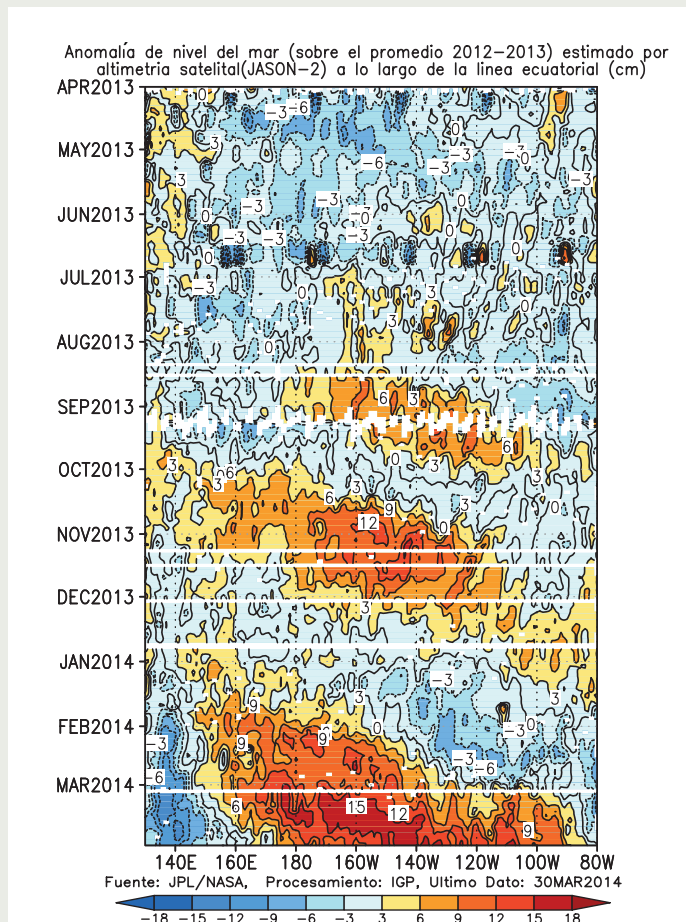 Anomalía de nivel del mar (sobre el promedio 2012-2013) estimado por
altimetria satelital(JASON-2) a lo largo de la linea ecuatorial (cm)
APR2013
MAY2013
JUN2013
JUL2013
AUG2013
SEP2013
OCT2013
NOV2013
DEC2013
JAN2014
FEB2014
MAR2014
140E 160E 180 160W 140W 120W 100W 80W
Fuente: JPL/NASA, Procesamiento: IGP, Ultimo Dato: 30MAR2014
-18 -15 -12 -9 -6 -3 3 6 9 12 15 18